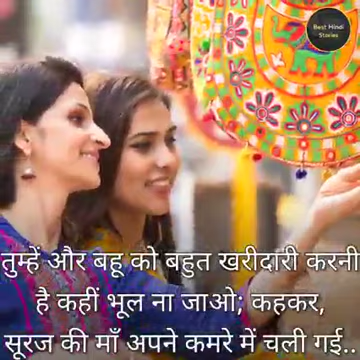 Best Hindi
Stories
तुम्हें और बहू को बहुत खरीदारी करनी
है कहीं भूल ना जाओ; कहकर,
सूरज की माँ अपने कमरे में चली गई..